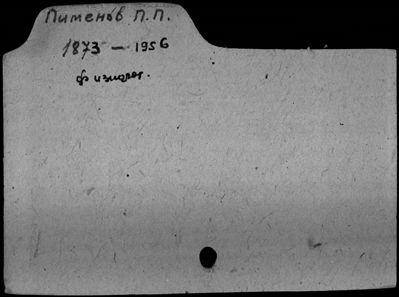 Пименов П.П.
1873 – 1956
физиолог.